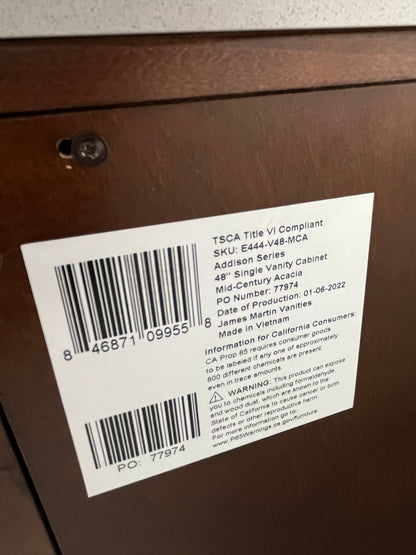 TSCA Title VI Compliant
SKU: E444-V48-MCA
Addison Series
48" Single Vanity Cabinet
Mid-Century Acacia
PO Number: 77974
Date of Production: 01-06-2022
James Martin Vanities
Made in Vietnam
8 46871 09955 8
Information for California Consumers:
CA Prop 65 requires consumer goods
to be labeled if any one of approximately
800 different chemicals are present,
even in trace amounts.
⚠ WARNING: This product can expose
you to chemicals including formaldehyde
and wood dust, which are known to the
State of California to cause cancer or birth
defects or other reproductive harm
For more information go to:
www.P65Warnings.ca.gov/furniture
PO: 77974